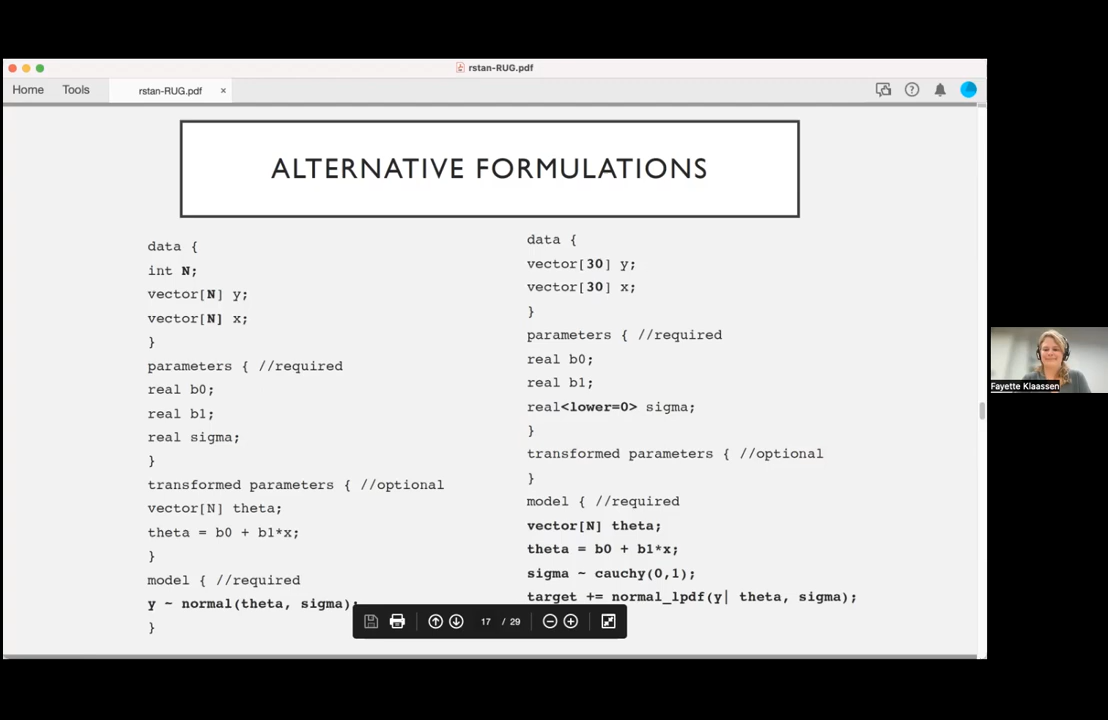 rstan-RUG.pdf
Home Tools rstan-RUG.pdf ×
ALTERNATIVE FORMULATIONS
data {
int N;
vector[N] y;
vector[N] x;
}
parameters { //required
real b0;
real b1;
real sigma;
}
transformed parameters { //optional
vector[N] theta;
theta = b0 + b1*x;
}
model { //required
y ~ normal(theta, sigma);
}
data {
vector[30] y;
vector[30] x;
}
parameters { //required
real b0;
real b1;
real<lower=0> sigma;
}
transformed parameters { //optional
}
model { //required
vector[N] theta;
theta = b0 + b1*x;
sigma ~ cauchy(0,1);
target += normal_lpdf(y| theta, sigma);
17 / 29
Fayette Klaassen